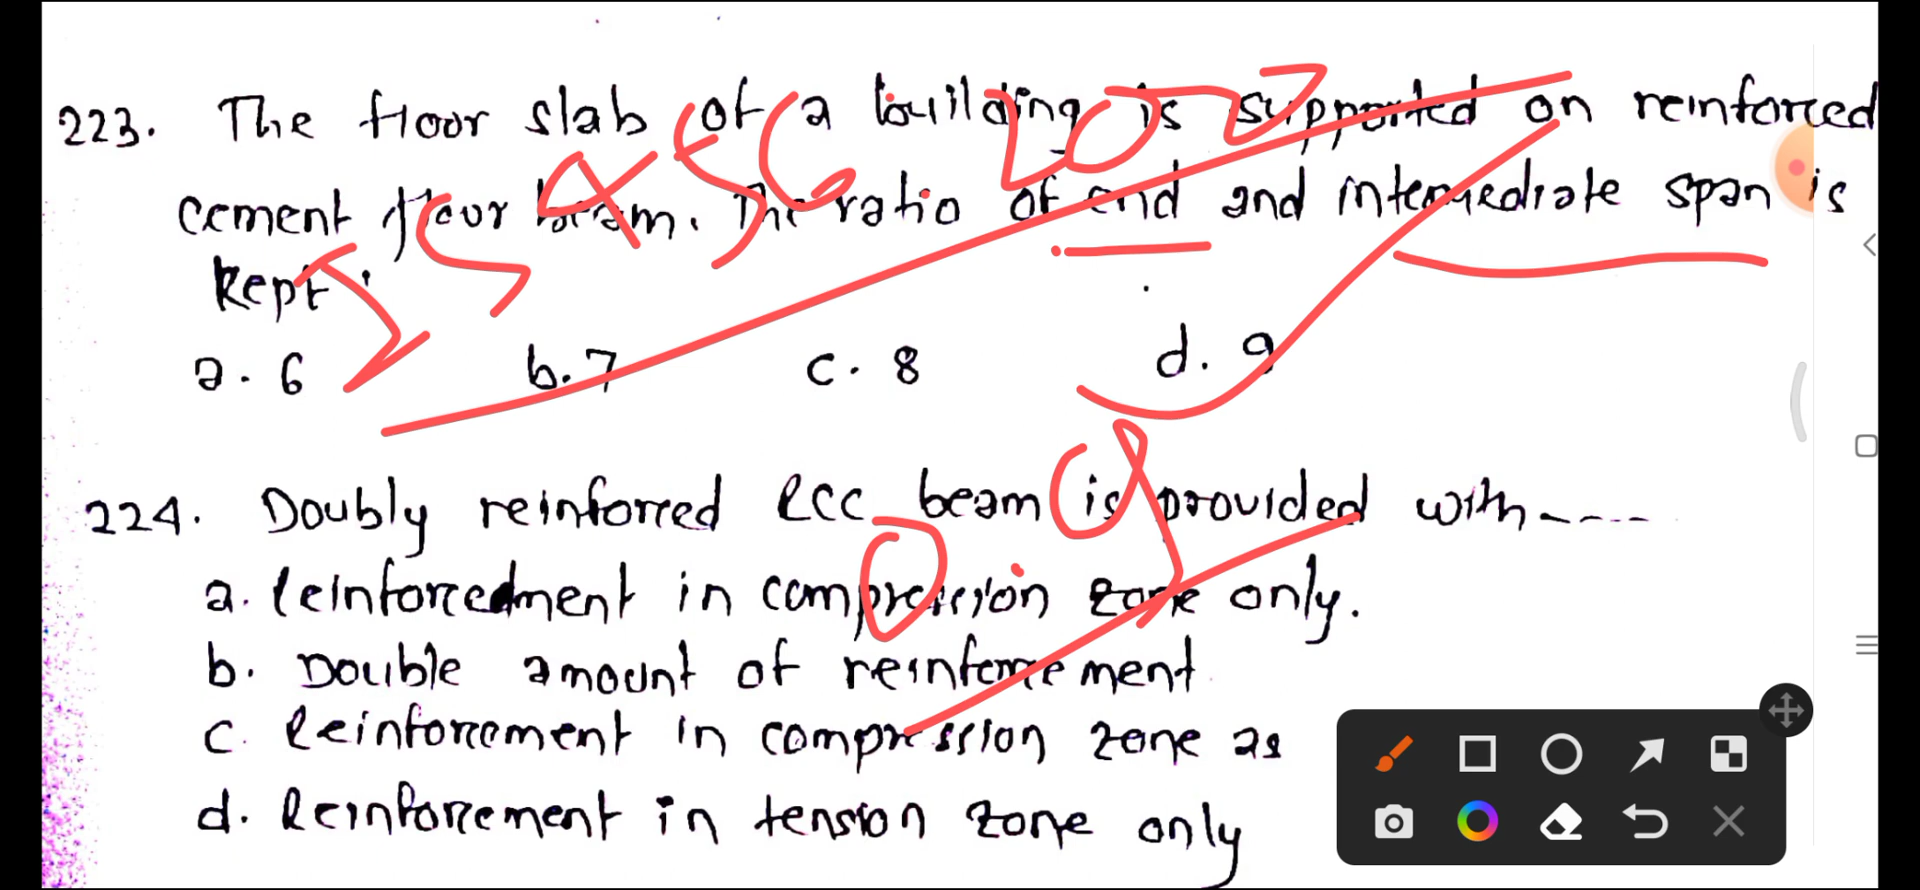 223. The floor slab of a building is supported on reinforced
cement floor beam. The ratio of end and intermediate span is
kept
a. 6 b. 7 c. 8 d. 9
IS 456 2000
224. Doubly reinforced RCC beam is provided with----
a. Reinforcedment in compression zone only.
b. Double amount of reinforcement
c. Reinforcement in compression zone as
d. Reinforcement in tension zone only